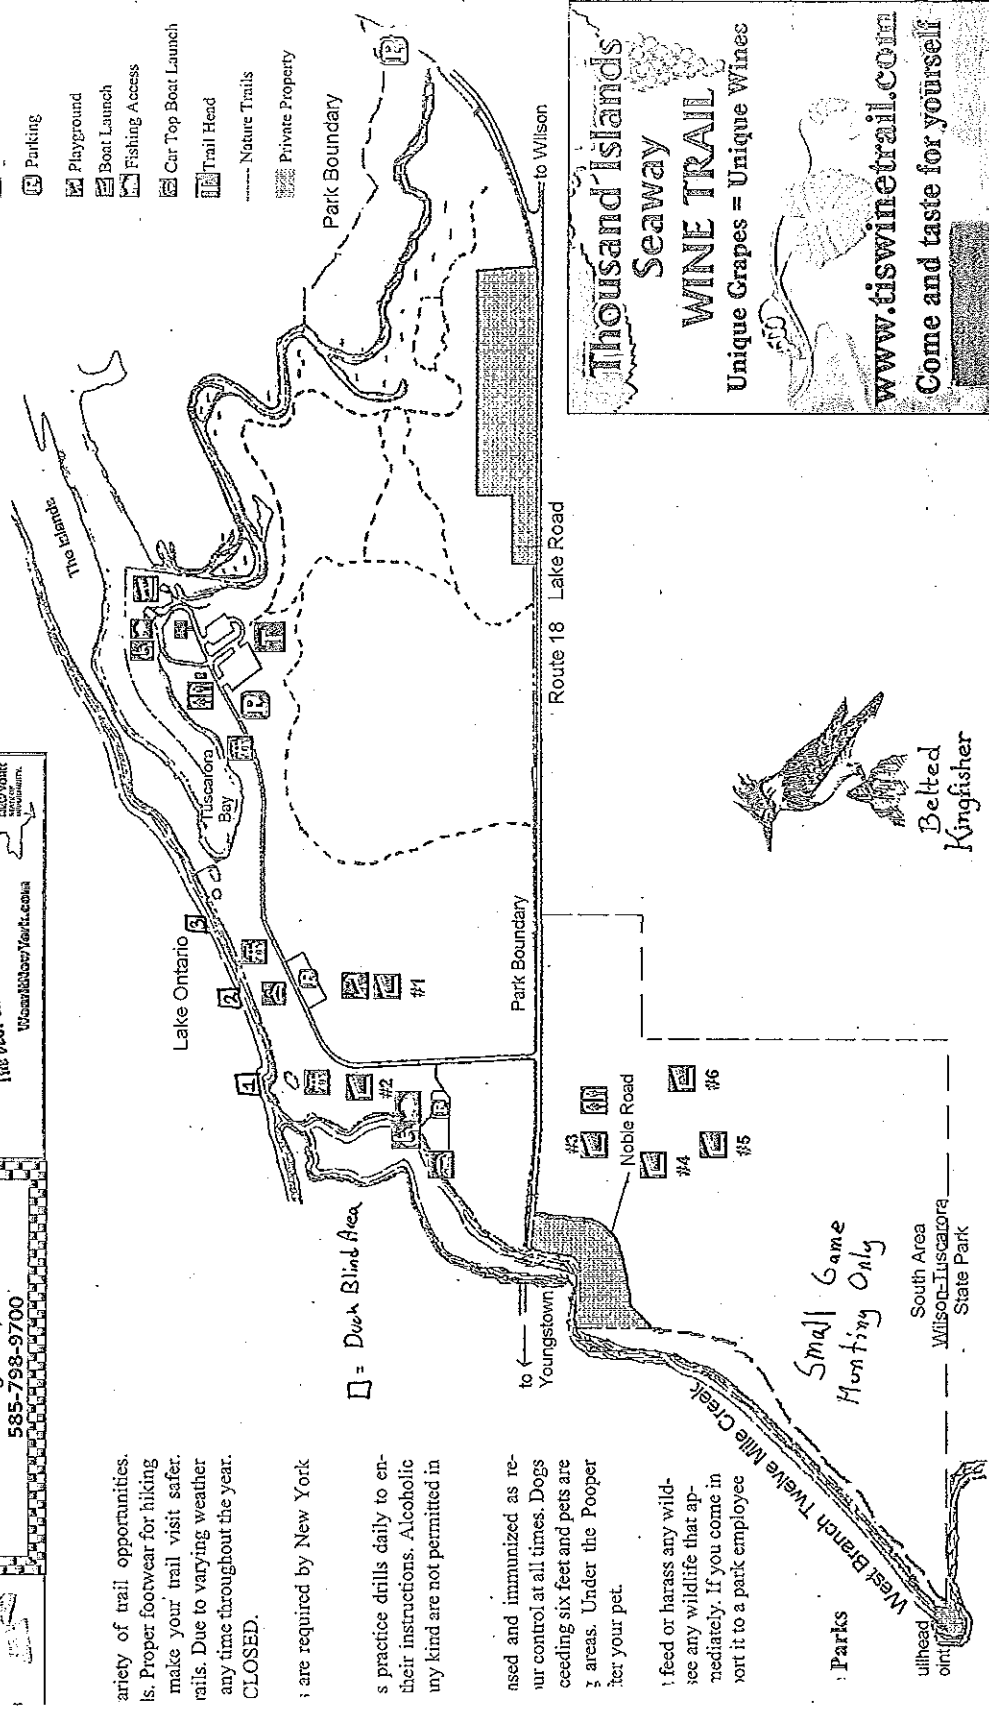 585-798-9700
ariety of trail opportunities.
ls. Proper footwear for hiking
make your trail visit safer.
rails. Due to varying weather
any time throughout the year.
CLOSED.
s are required by New York
s practice drills daily to en-
their instructions. Alcoholic
any kind are not permitted in
nsed and immunized as re-
ur control at all times. Dogs
ceeding six feet and pets are
g areas. Under the Pooper
ter your pet.
feed or harass any wild-
see any wildlife that ap-
mediately. If you come in
port it to a park employee
Parks
= Duck Blind Area
Lake Ontario
1
2
3
The Islands
Tuscarora
Bay
P
Parking
Playground
Boat Launch
Fishing Access
Car Top Boat Launch
Trail Head
Nature Trails
Private Property
Park Boundary
P
P
P
T
P
#1
#2
to Wilson
Route 18 Lake Road
Park Boundary
to
Youngstown
#3
Noble Road
#4
#5
#6
West Branch Twelve Mile Creek
ullhead
oint
Small Game
Hunting Only
South Area
Wilson-Tuscarora
State Park
Belted
Kingfisher
Thousand Islands
Seaway
WINE TRAIL
Unique Grapes = Unique Wines
www.tiswinetrail.com
Come and taste for yourself